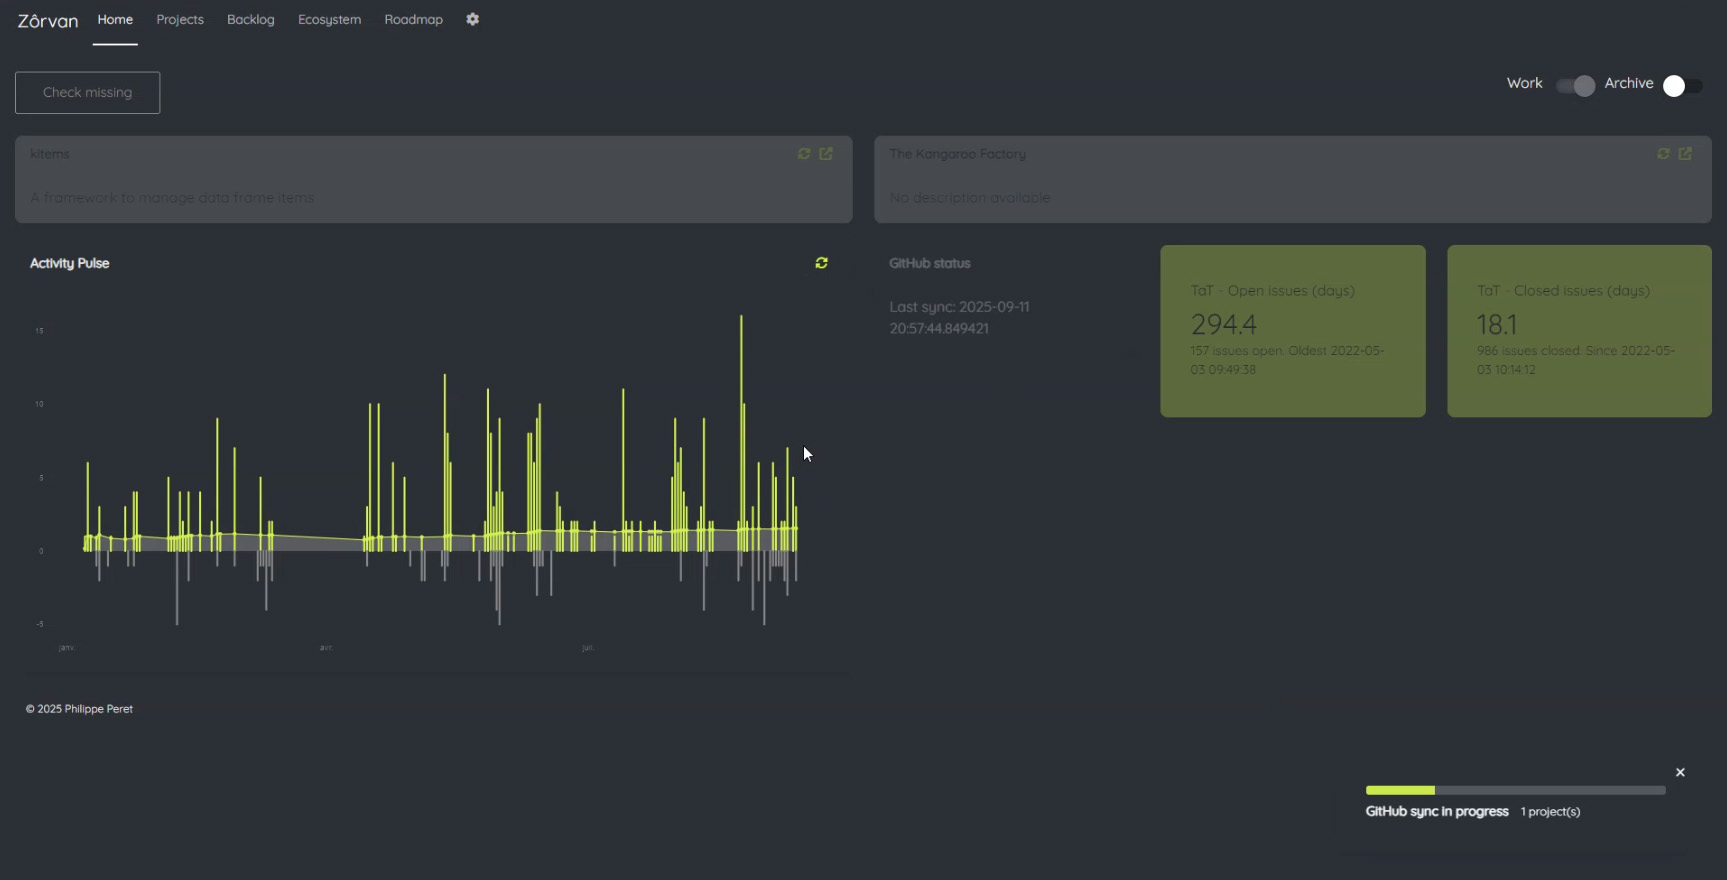 Zôrvan Home Projects Backlog Ecosystem Roadmap
Check missing
Work Archive
kitems
A framework to manage data frame items
The Kangaroo Factory
No description available
Activity Pulse
15
10
5
0
-5
janv.
avr.
juil.
GitHub status
Last sync: 2025-09-11
20:57:44.849421
TaT - Open issues (days)
294.4
157 issues open. Oldest 2022-05-
03 09:49:38
TaT - Closed issues (days)
18.1
986 issues closed. Since 2022-05-
03 10:14:12
© 2025 Philippe Peret
GitHub sync in progress 1 project(s)